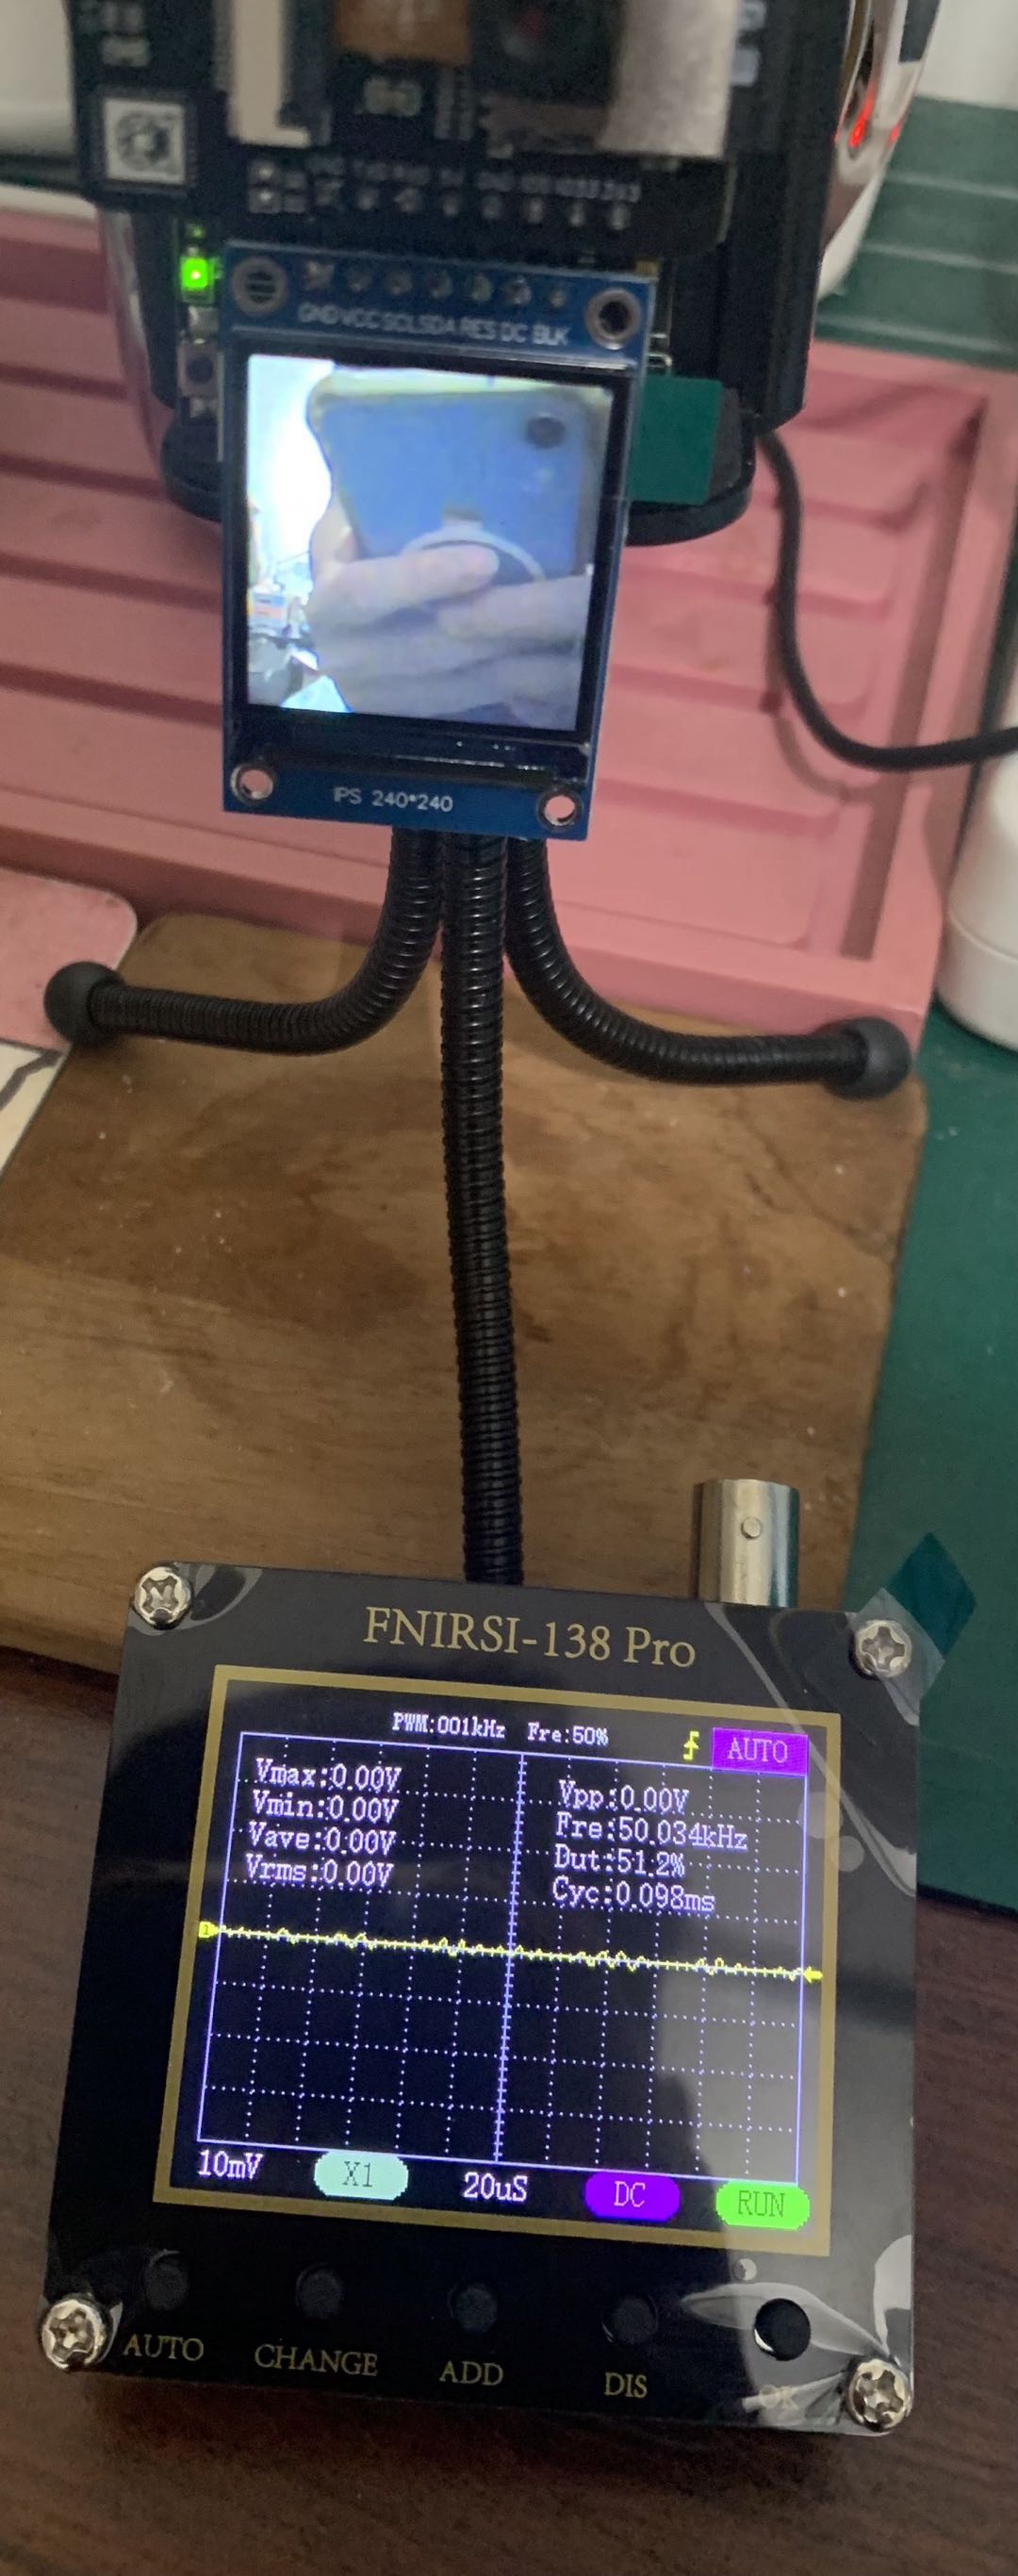 GND VCC SCL SDA RES DC BLK
IPS 240*240
FNIRSI-138 Pro
PWM:001kHz Fre:50%
AUTO
Vmax:0.00V
Vmin:0.00V
Vave:0.00V
Vrms:0.00V
Vpp:0.00V
Fre:50.034kHz
Dut:51.2%
Cyc:0.098ms
1
10mV
X1
20uS
DC
RUN
AUTO
CHANGE
ADD
DIS
OK